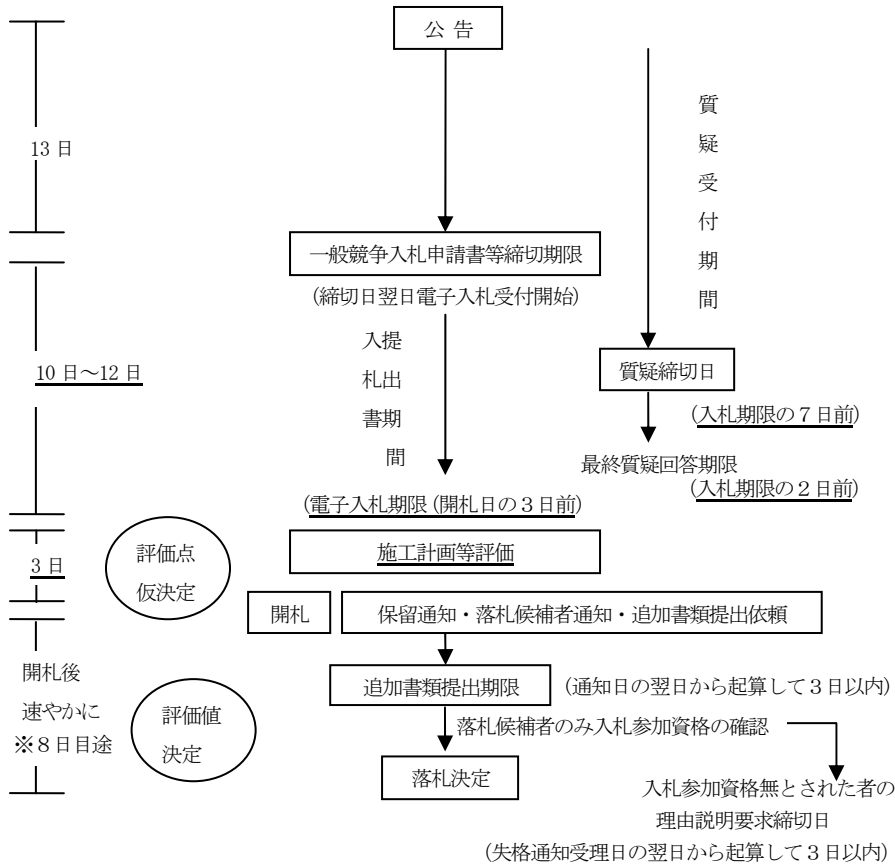 公 告
13 日
質疑受付期間
一般競争入札申請書等締切期限
(締切日翌日電子入札受付開始)
入札書
提出期間
10 日～12 日
質疑締切日
(入札期限の７日前)
最終質疑回答期限
(入札期限の２日前)
(電子入札期限 (開札日の３日前)
評価点
仮決定
施工計画等評価
3 日
開札
保留通知・落札候補者通知・追加書類提出依頼
開札後
速やかに
※８日目途
評価値
決定
追加書類提出期限
(通知日の翌日から起算して３日以内)
落札候補者のみ入札参加資格の確認
落札決定
入札参加資格無とされた者の
理由説明要求締切日
(失格通知受理日の翌日から起算して３日以内)